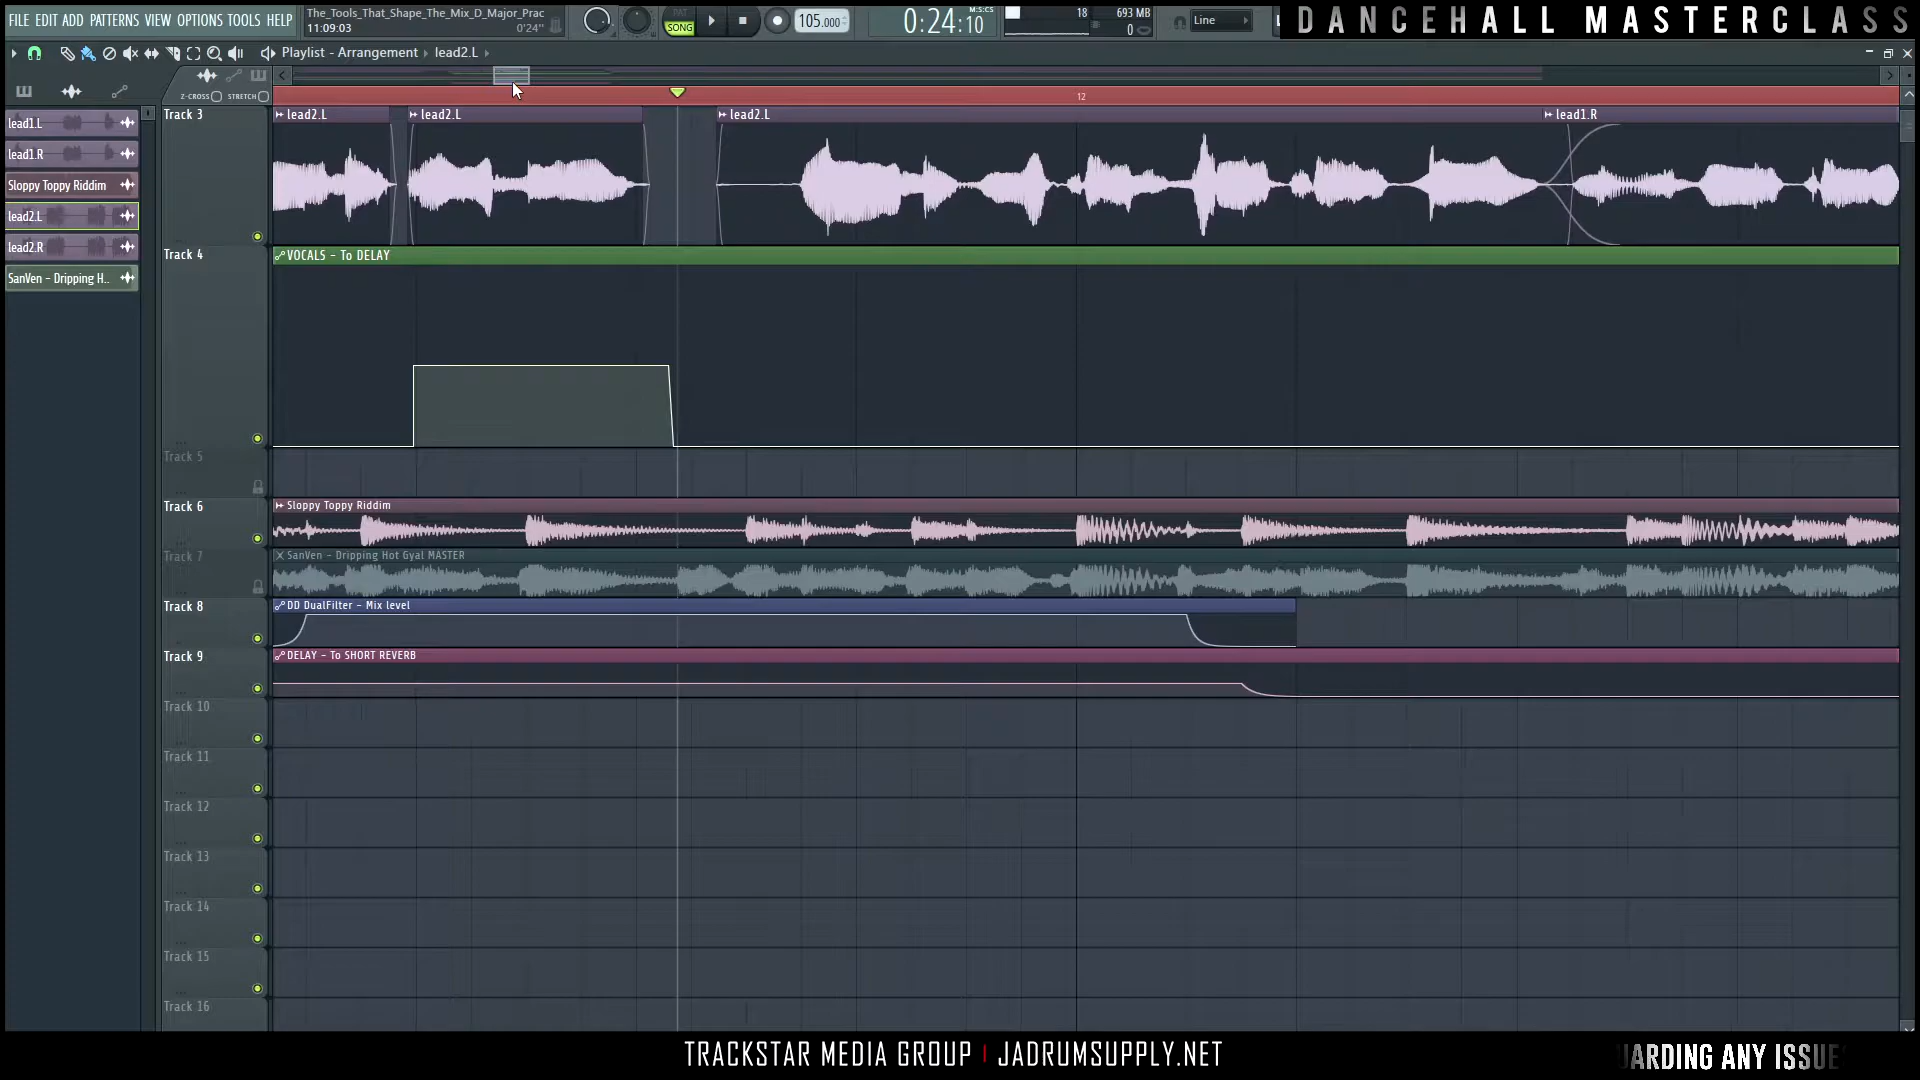 FILE EDIT ADD PATTERNS VIEW OPTIONS TOOLS HELP
The_Tools_That_Shape_The_Mix_D_Major_Prac
11:09:03 0'24"
PAT
SONG
105.000
0:24:10
M:S:CS
18 693 MB
0
Line
DANCEHALL MASTERCLASS
Playlist - Arrangement lead2.L
Z-CROSS STRETCH
12
lead1.L
lead1.R
Sloppy Toppy Riddim
lead2.L
lead2.R
SanVen - Dripping H..
Track 3
lead2.L
lead2.L
lead2.L
lead1.R
Track 4
VOCALS - To DELAY
Track 5
Track 6
Sloppy Toppy Riddim
Track 7
SanVen - Dripping Hot Gyal MASTER
Track 8
DD DualFilter - Mix level
Track 9
DELAY - To SHORT REVERB
Track 10
Track 11
Track 12
Track 13
Track 14
Track 15
Track 16
TRACKSTAR MEDIA GROUP | JADRUMSUPPLY.NET
ARDING ANY ISSUE